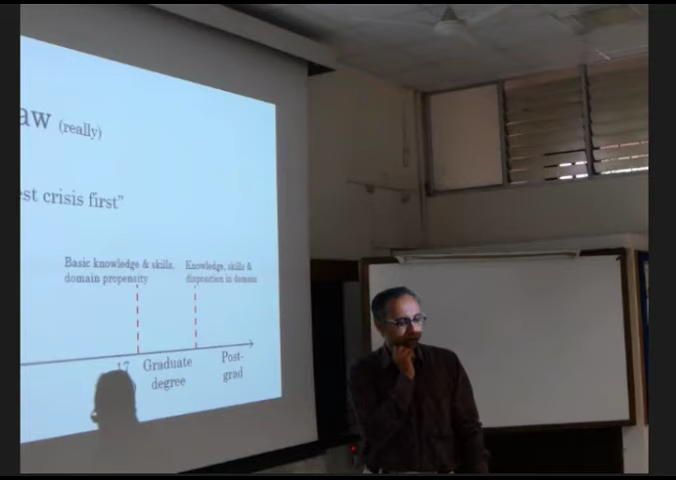 aw (really)
est crisis first”
Basic knowledge & skills,
domain propensity
Knowledge, skills &
disposition in domain
17
Graduate
degree
Post-
grad